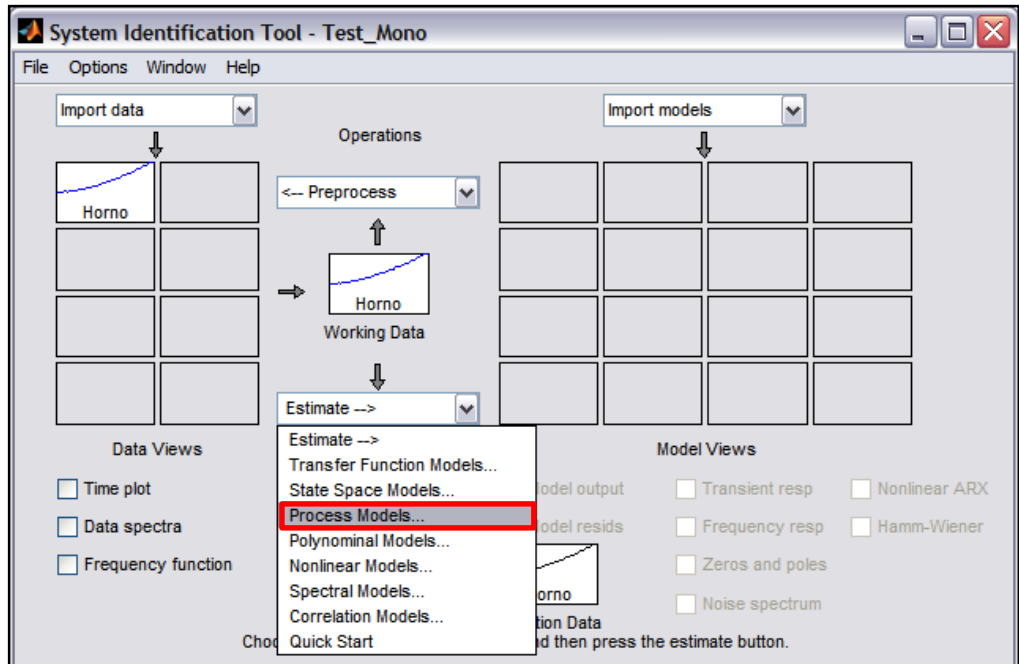 System Identification Tool - Test_Mono
File Options Window Help
Import data
Import models
Operations
Horno
<-- Preprocess
Horno
Working Data
Estimate -->
Estimate -->
Transfer Function Models...
State Space Models...
Process Models...
Polynominal Models...
Nonlinear Models...
Spectral Models...
Correlation Models...
Quick Start
Data Views
Time plot
Data spectra
Frequency function
Model Views
odel output
Transient resp
Nonlinear ARX
odel resids
Frequency resp
Hamm-Wiener
Zeros and poles
orno
Noise spectrum
tion Data
Choo
d then press the estimate button.